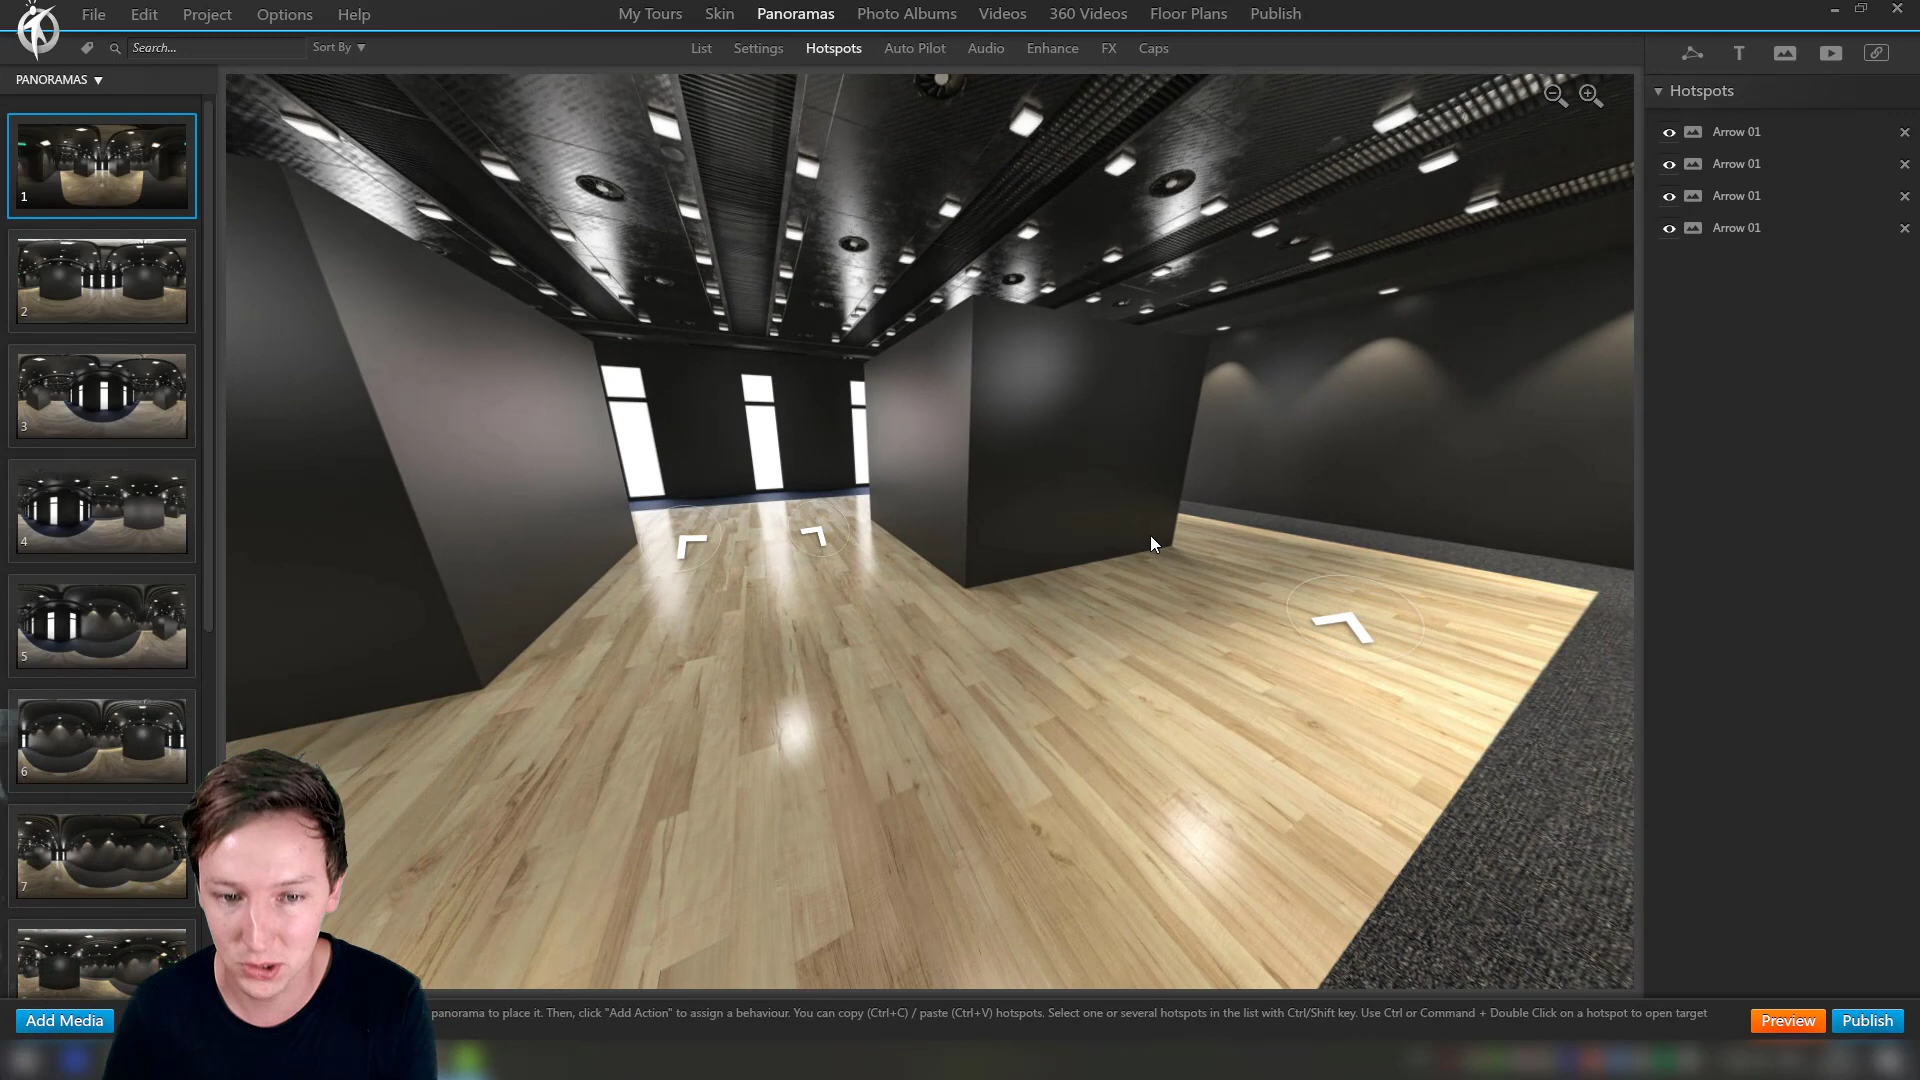 File Edit Project Options Help
My Tours Skin Panoramas Photo Albums Videos 360 Videos Floor Plans Publish
Search... Sort By
List Settings Hotspots Auto Pilot Audio Enhance FX Caps
T
PANORAMAS
Hotspots
Arrow 01
Arrow 01
Arrow 01
Arrow 01
1
2
3
4
5
6
7
Add Media
panorama to place it. Then, click "Add Action" to assign a behaviour. You can copy (Ctrl+C) / paste (Ctrl+V) hotspots. Select one or several hotspots in the list with Ctrl/Shift key. Use Ctrl or Command + Double Click on a hotspot to open target
Preview Publish